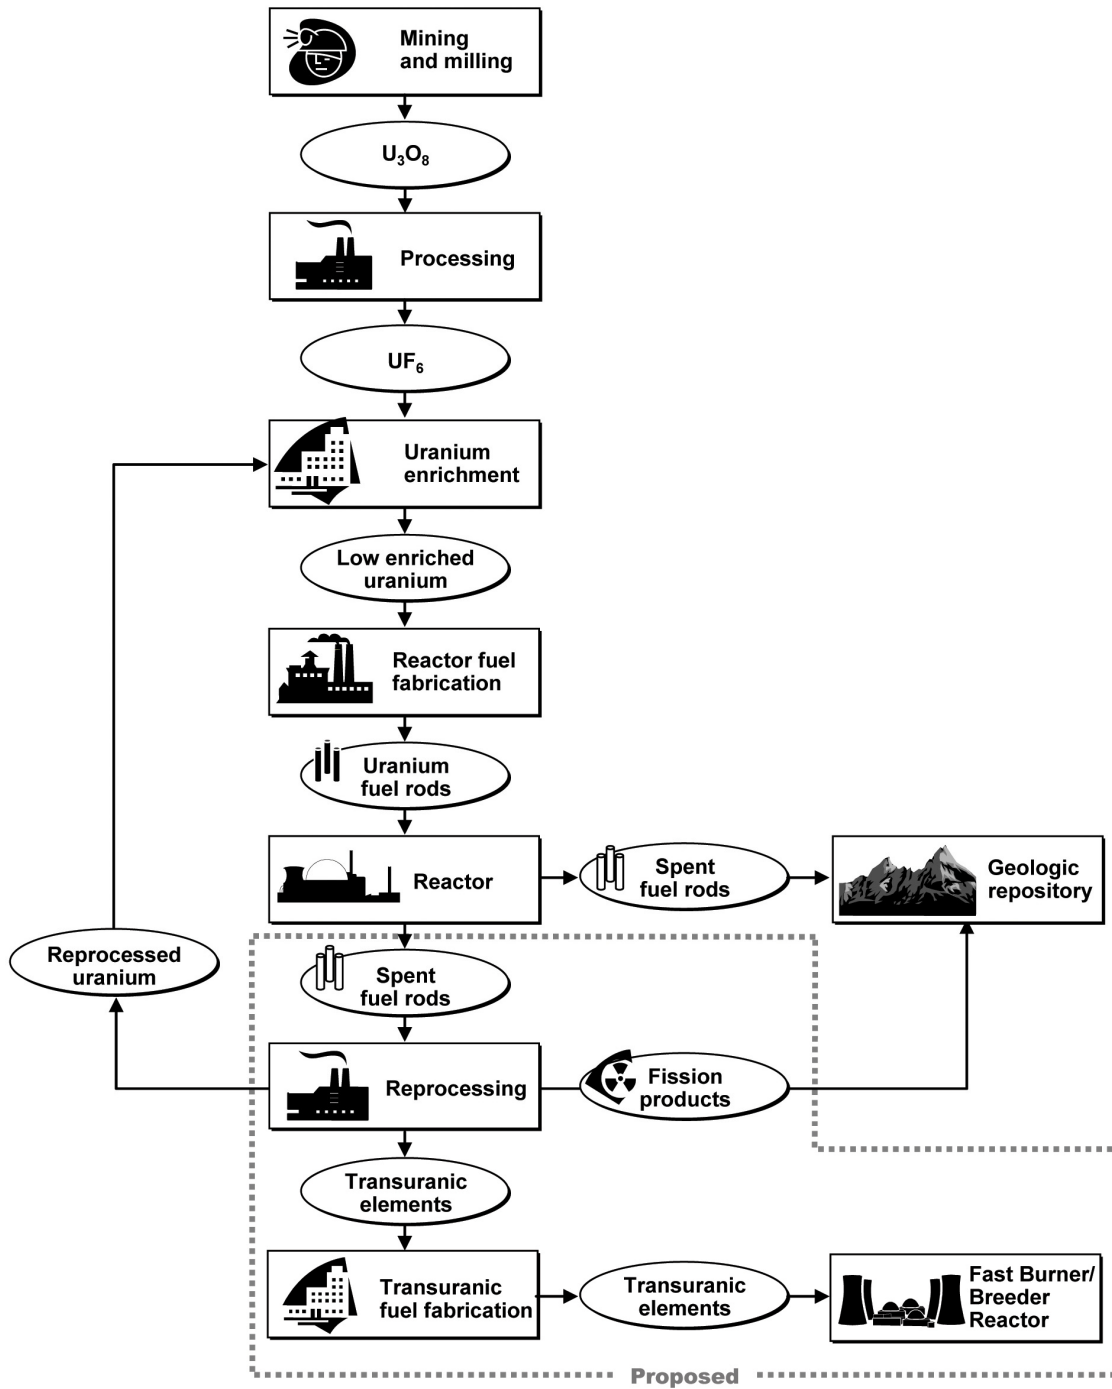 Mining
and milling
U₃O₈
Processing
UF₆
Uranium
enrichment
Low enriched
uranium
Reactor fuel
fabrication
Uranium
fuel rods
Reactor
Spent
fuel rods
Geologic
repository
Reprocessed
uranium
Spent
fuel rods
Reprocessing
Fission
products
Transuranic
elements
Transuranic
fuel fabrication
Transuranic
elements
Fast Burner/
Breeder
Reactor
Proposed